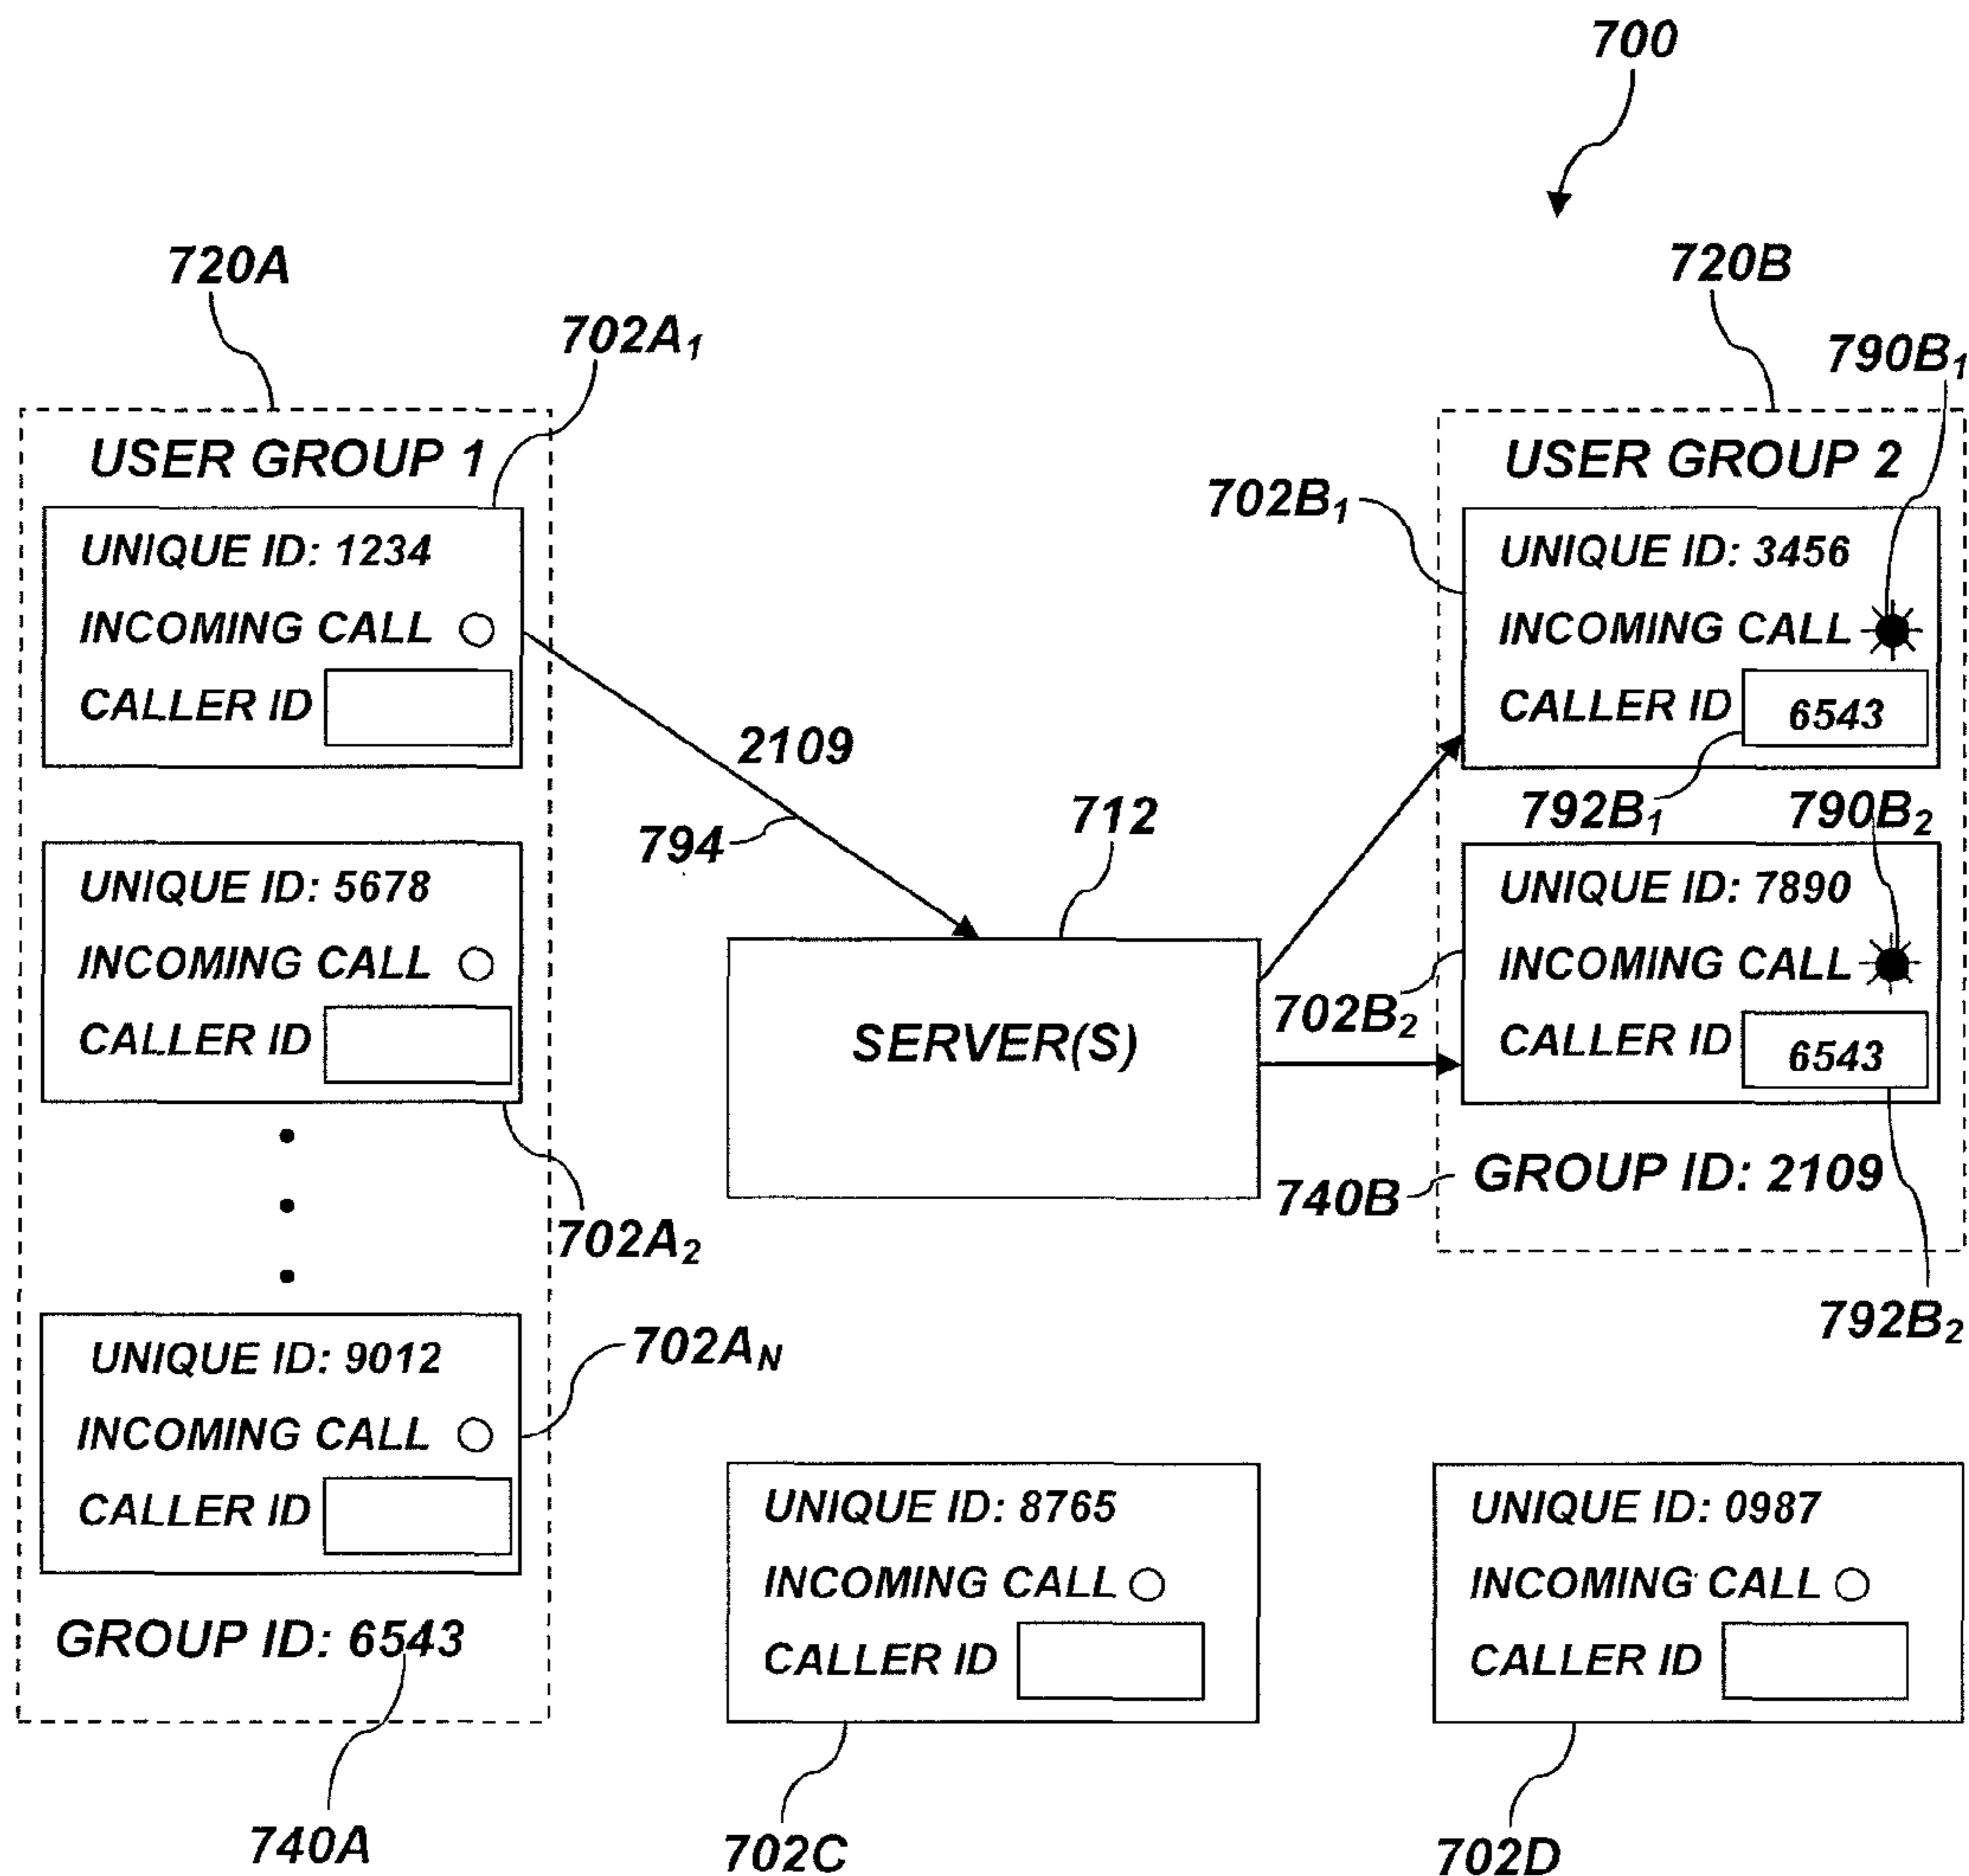 700
720A
720B
702A1
790B1
USER GROUP 1
UNIQUE ID: 1234
INCOMING CALL
CALLER ID
UNIQUE ID: 5678
INCOMING CALL
CALLER ID
702A2
UNIQUE ID: 9012
INCOMING CALL
CALLER ID
702AN
GROUP ID: 6543
740A
2109
794
712
SERVER(S)
USER GROUP 2
702B1
UNIQUE ID: 3456
INCOMING CALL
CALLER ID 6543
792B1
790B2
UNIQUE ID: 7890
INCOMING CALL
702B2
CALLER ID 6543
740B
GROUP ID: 2109
792B2
UNIQUE ID: 8765
INCOMING CALL
CALLER ID
702C
UNIQUE ID: 0987
INCOMING CALL
CALLER ID
702D